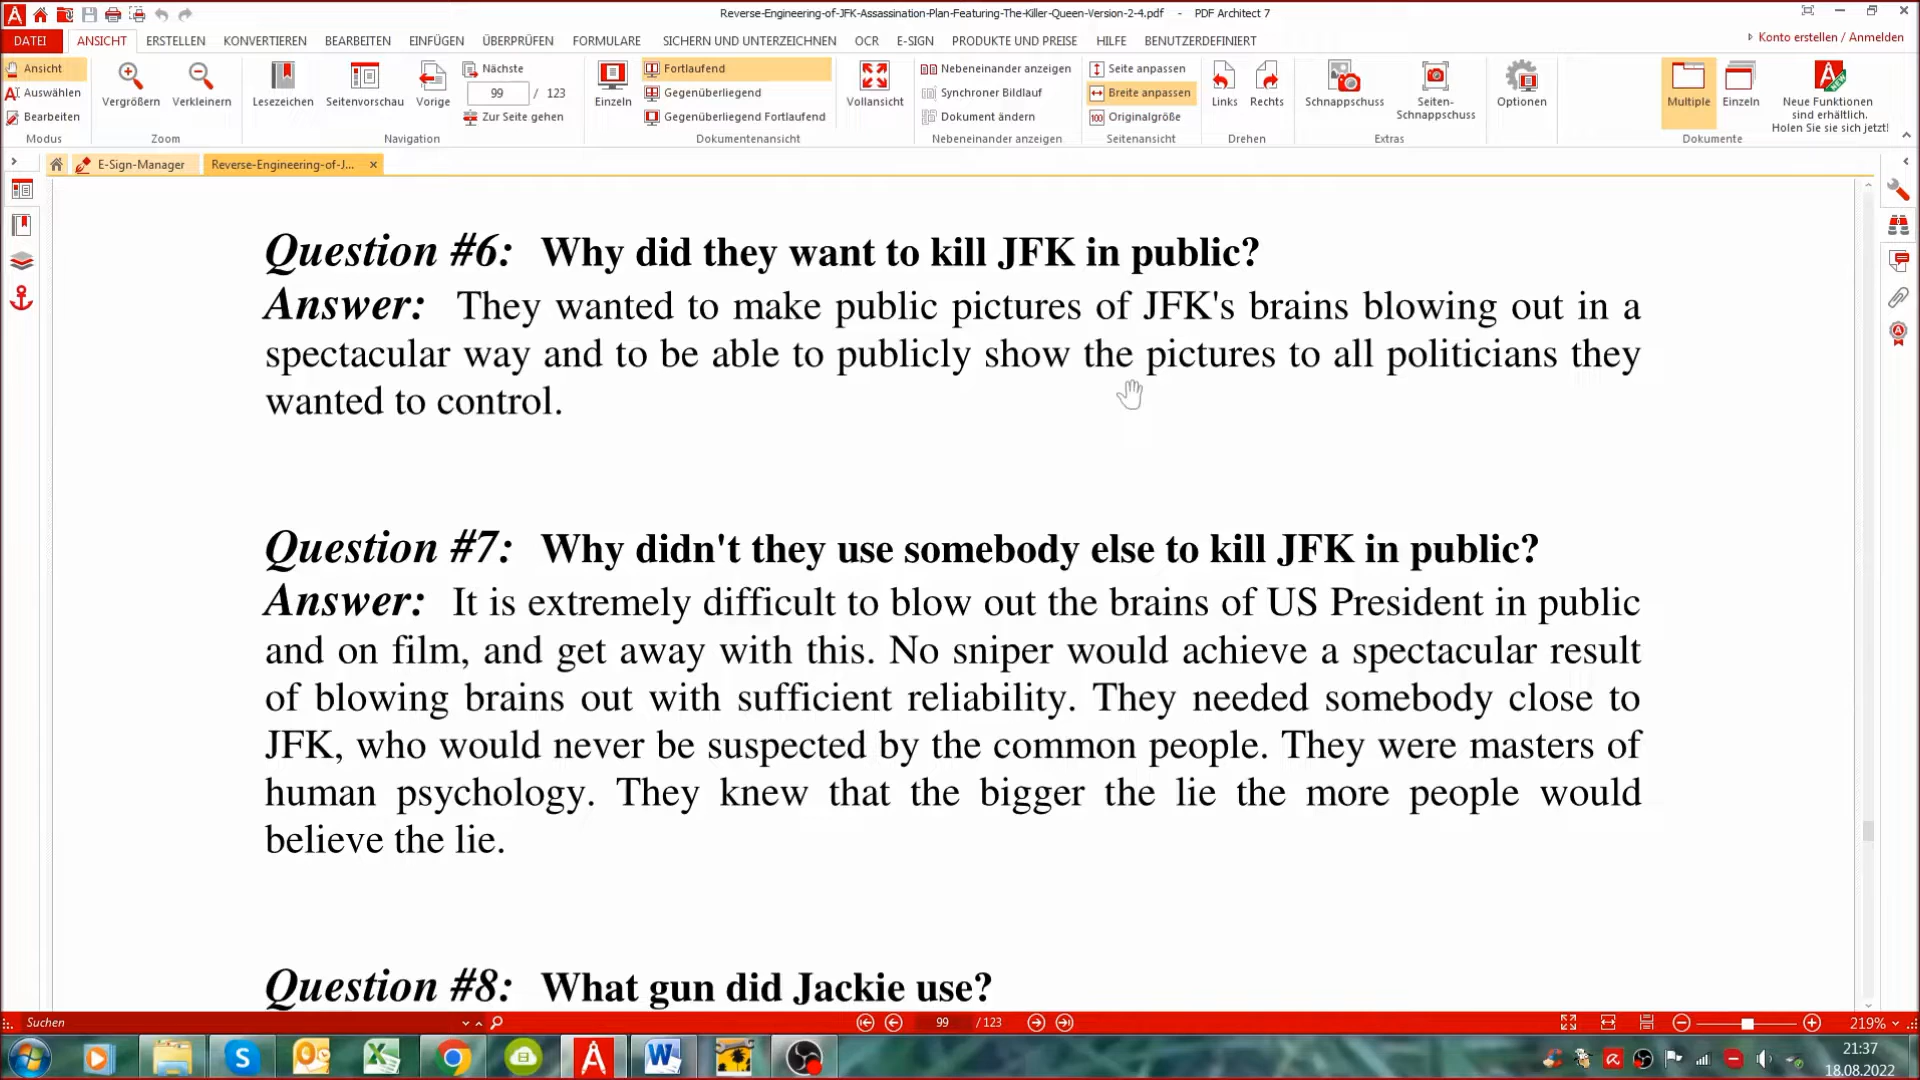 Reverse-Engineering-of-JFK-Assassination-Plan-Featuring-The-Killer-Queen-Version-2-4.pdf - PDF Architect 7
DATEI ANSICHT ERSTELLEN KONVERTIEREN BEARBEITEN EINFÜGEN ÜBERPRÜFEN FORMULARE SICHERN UND UNTERZEICHNEN OCR E-SIGN PRODUKTE UND PREISE HILFE BENUTZERDEFINIERT Konto erstellen / Anmelden
Ansicht
Auswählen
Bearbeiten
Modus
Vergrößern Verkleinern
Zoom
Lesezeichen Seitenvorschau Vorige
Nächste
99 / 123
Zur Seite gehen
Navigation
Einzeln
Fortlaufend
Gegenüberliegend
Gegenüberliegend Fortlaufend
Dokumentansicht
Vollansicht
Nebeneinander anzeigen
Synchroner Bildlauf
Dokument ändern
Nebeneinander anzeigen
Seite anpassen
Breite anpassen
100 Originalgröße
Seitenansicht
Links Rechts
Drehen
Schnappschuss
Seiten-
Schnappschuss
Extras
Optionen
Multiple Einzeln
Dokumente
Neue Funktionen
sind erhältlich.
Holen Sie sie sich jetzt!
E-Sign-Manager
Reverse-Engineering-of-J...
Question #6: Why did they want to kill JFK in public?
Answer: They wanted to make public pictures of JFK's brains blowing out in a
spectacular way and to be able to publicly show the pictures to all politicians they
wanted to control.
Question #7: Why didn't they use somebody else to kill JFK in public?
Answer: It is extremely difficult to blow out the brains of US President in public
and on film, and get away with this. No sniper would achieve a spectacular result
of blowing brains out with sufficient reliability. They needed somebody close to
JFK, who would never be suspected by the common people. They were masters of
human psychology. They knew that the bigger the lie the more people would
believe the lie.
Question #8: What gun did Jackie use?
Suchen
99 / 123
219%
21:37
18.08.2022